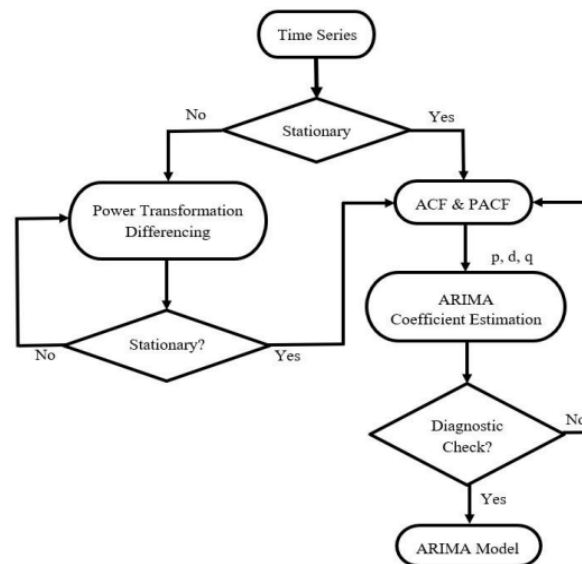 Time Series
No
Stationary
Yes
Power Transformation
Differencing
ACF & PACF
p, d, q
ARIMA
Coefficient Estimation
No
Stationary?
Yes
Diagnostic
Check?
No
Yes
ARIMA Model